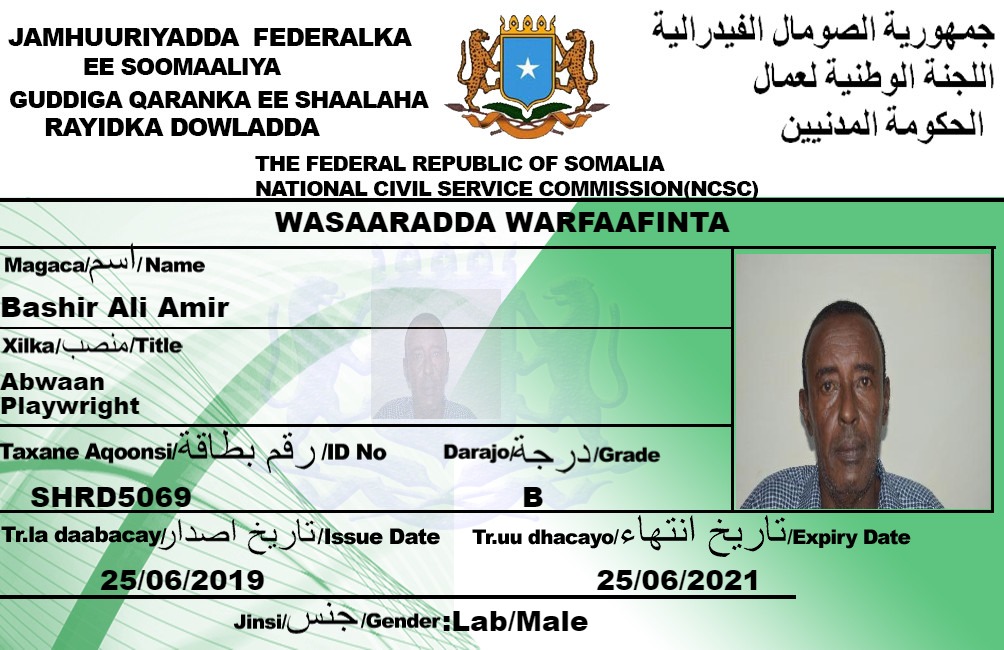 JAMHUURIYADDA FEDERALKA
EE SOOMAALIYA
GUDDIGA QARANKA EE SHAALAHA
RAYIDKA DOWLADDA
جمهورية الصومال الفيدرالية
اللجنة الوطنية لعمال
الحكومة المدنيين
THE FEDERAL REPUBLIC OF SOMALIA
NATIONAL CIVIL SERVICE COMMISSION(NCSC)
WASAARADDA WARFAAFINTA
Magaca/اسم/Name
Bashir Ali Amir
Xilka/منصب/Title
Abwaan
Playwright
Taxane Aqoonsi/رقم بطاقة/ID No
SHRD5069
Darajo/درجة/Grade
B
Tr.la daabacay/تاريخ اصدار/Issue Date
25/06/2019
Tr.uu dhacayo/تاريخ انتهاء/Expiry Date
25/06/2021
Jinsi/جنس/Gender:Lab/Male